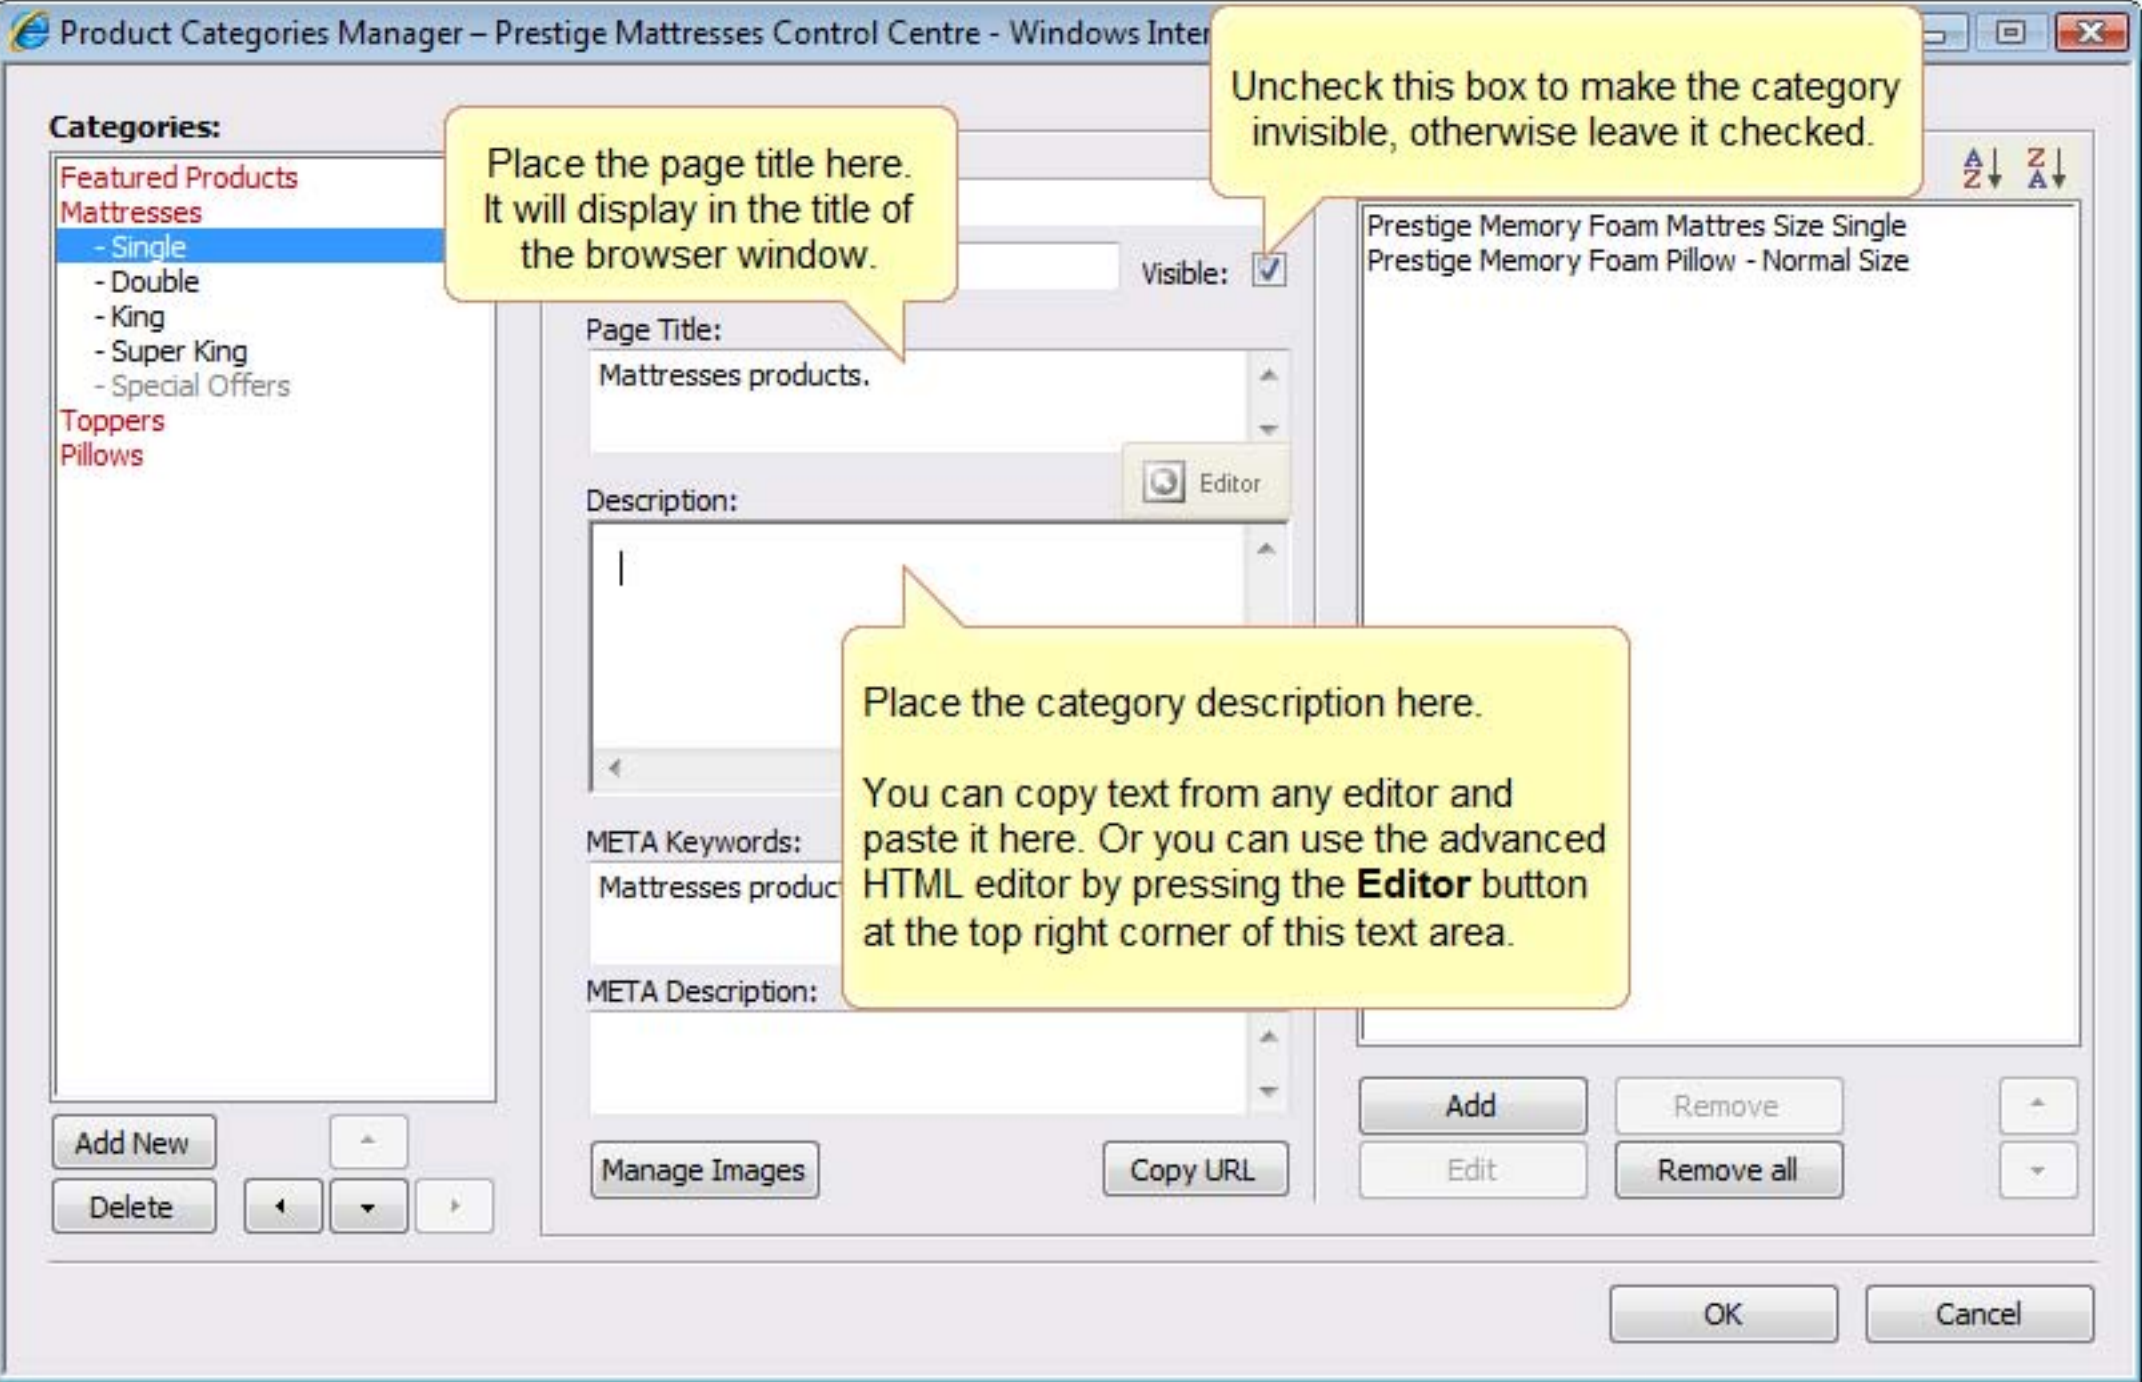 Product Categories Manager – Prestige Mattresses Control Centre - Windows Inter
Uncheck this box to make the category
invisible, otherwise leave it checked.
Categories:
Featured Products
Mattresses
- Single
- Double
- King
- Super King
- Special Offers
Toppers
Pillows
Place the page title here.
It will display in the title of
the browser window.
Visible:
Page Title:
Mattresses products.
Editor
Description:
Place the category description here.
You can copy text from any editor and
paste it here. Or you can use the advanced
HTML editor by pressing the Editor button
at the top right corner of this text area.
META Keywords:
Mattresses produc
META Description:
Manage Images
Copy URL
A Z
Z A
Prestige Memory Foam Mattres Size Single
Prestige Memory Foam Pillow - Normal Size
Add
Remove
Edit
Remove all
Add New
Delete
OK
Cancel